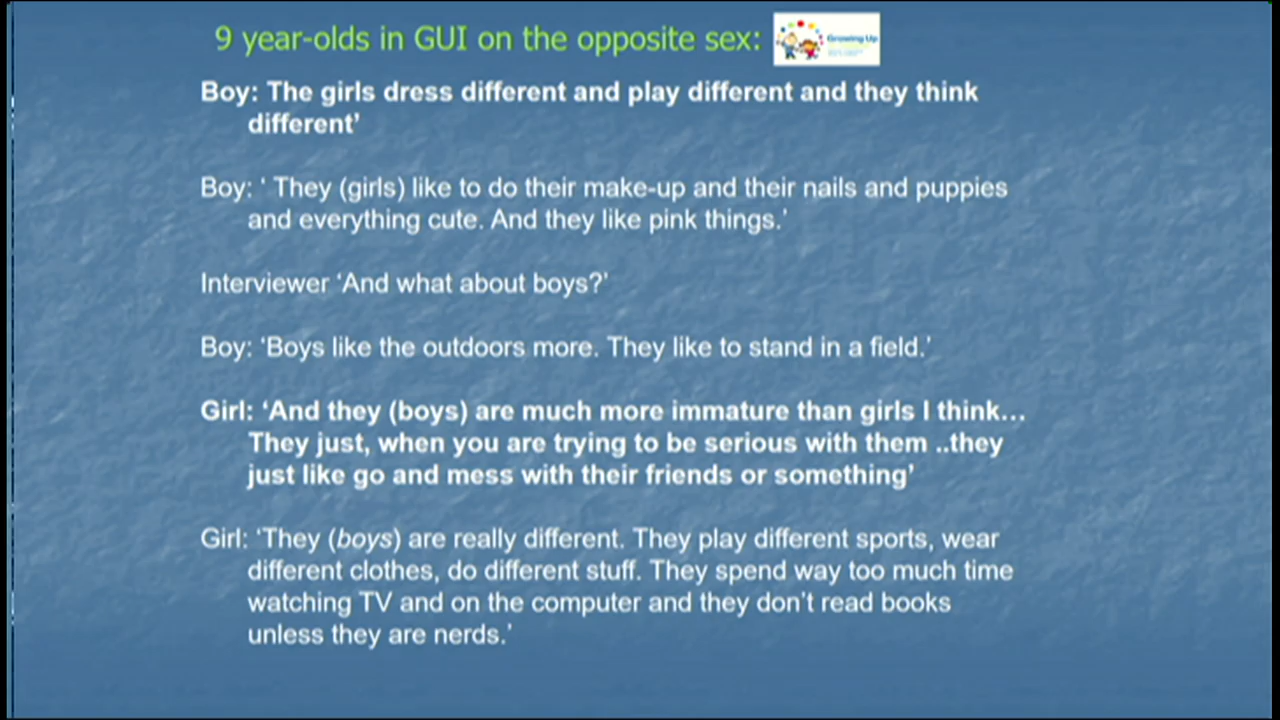 9 year-olds in GUI on the opposite sex:
Growing Up
Boy: The girls dress different and play different and they think
different’
Boy: ‘ They (girls) like to do their make-up and their nails and puppies
and everything cute. And they like pink things.’
Interviewer ‘And what about boys?’
Boy: ‘Boys like the outdoors more. They like to stand in a field.’
Girl: ‘And they (boys) are much more immature than girls I think...
They just, when you are trying to be serious with them ..they
just like go and mess with their friends or something’
Girl: ‘They (boys) are really different. They play different sports, wear
different clothes, do different stuff. They spend way too much time
watching TV and on the computer and they don’t read books
unless they are nerds.’